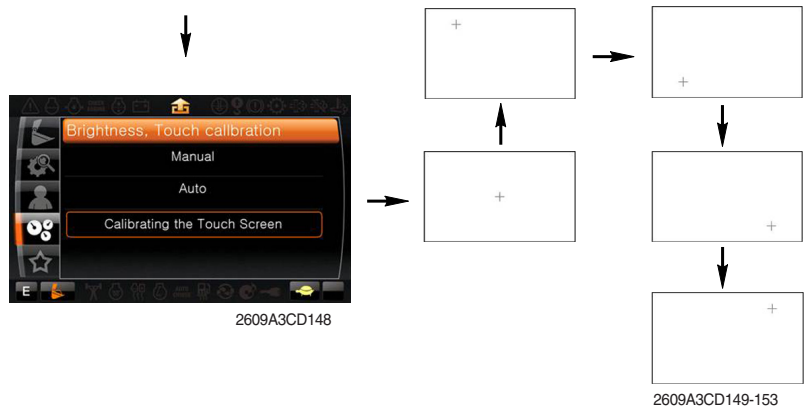 Brightness, Touch callbration
Manual
Auto
Calibrating the Touch Screen
E
2609A3CD148
2609A3CD149-153